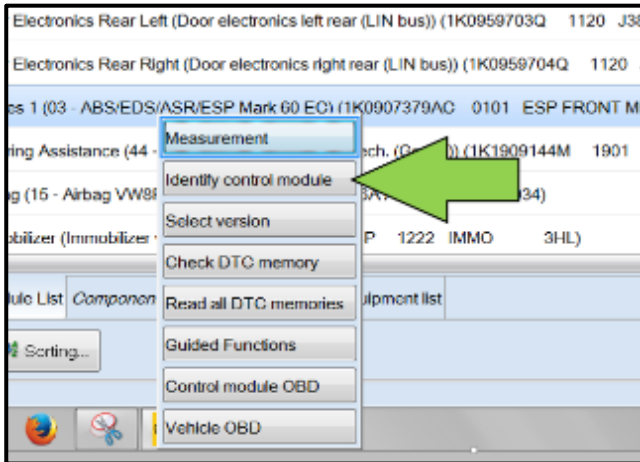 Electronics Rear Left (Door electronics left rear (LIN bus)) (1K0959703Q 1120 J38
Electronics Rear Right (Door electronics right rear (LIN bus)) (1K0959704Q 1120
cs 1 (03 - ABS/EDS/ASR/ESP Mark 60 EC) (1K0907379AC 0101 ESP FRONT M
Measurement
ring Assistance (44 - ech. (1K1909144M 1901
Identify control module
g (15 - Airbag VW8 34)
Select version
obilizer (Immobilizer P 1222 IMMO 3HL)
Check DTC memory
ule List Componen uipment list
Read all DTC memories
Sorting...
Guided Functions
Control module OBD
Vehicle OBD